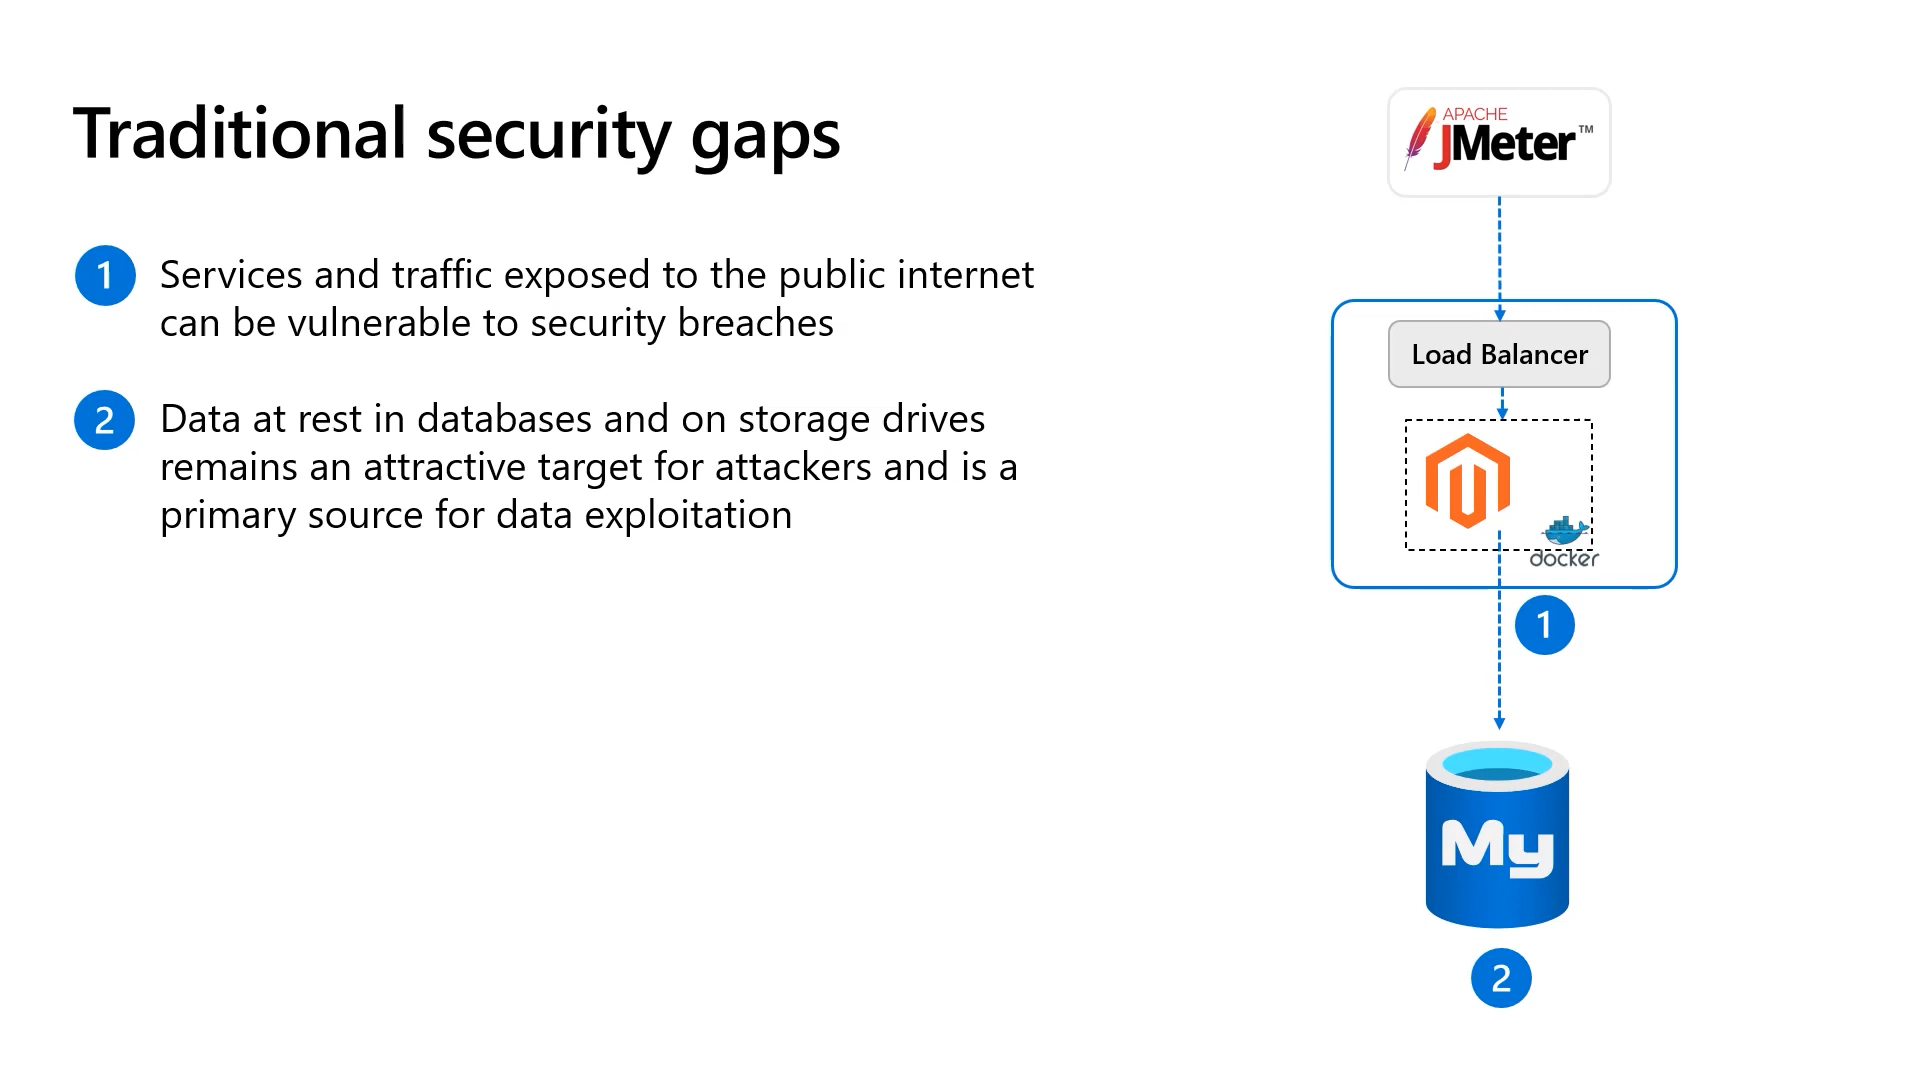 Traditional security gaps
1
Services and traffic exposed to the public internet
can be vulnerable to security breaches
2
Data at rest in databases and on storage drives
remains an attractive target for attackers and is a
primary source for data exploitation
APACHE
JMeter™
Load Balancer
docker
1
My
2